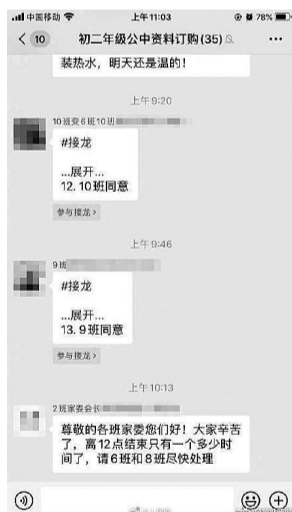 中国移动
上午11:03
78%
10
初二年级公中资料订购(35)
装热水，明天还是温的！
上午9:20
10班变6班10班
#接龙
...展开...
12. 10班同意
参与接龙>
上午9:46
9班
#接龙
...展开...
13. 9班同意
参与接龙>
上午10:13
2班家委会长
尊敬的各班家委您们好！大家辛苦
了，离12点结束只有一个多少时
间了，请6班和8班尽快处理